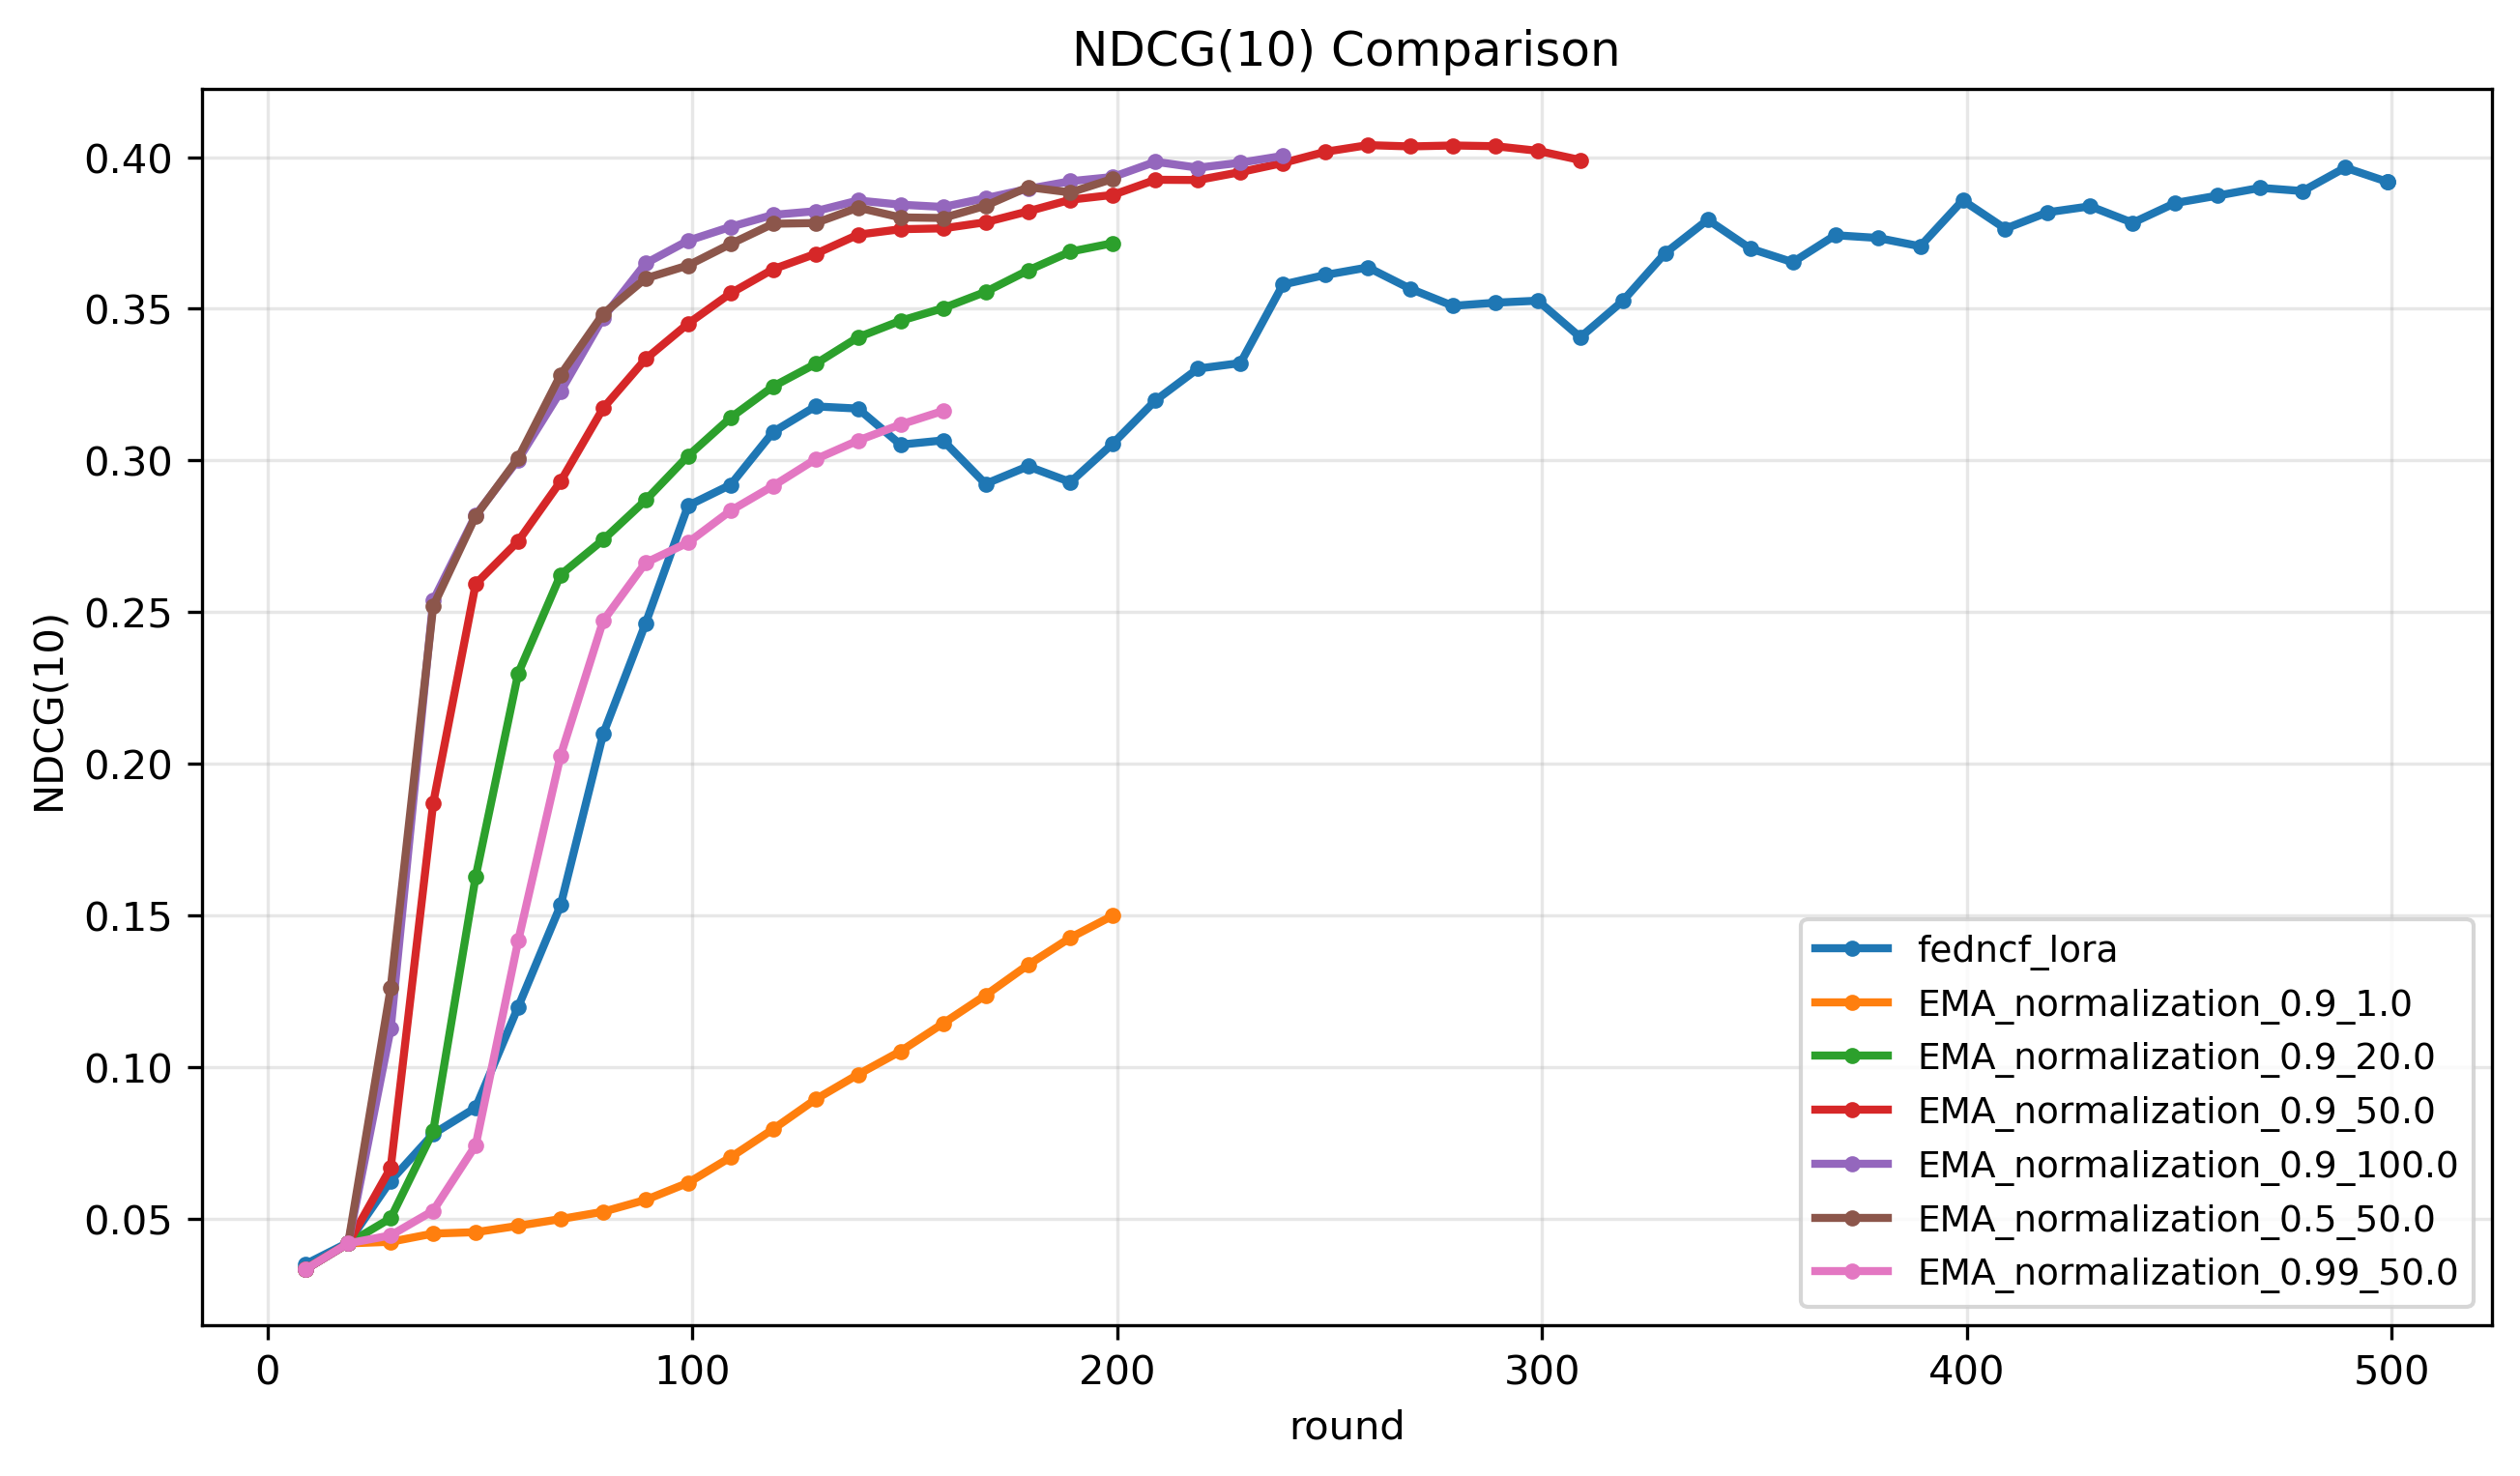 NDCG(10) Comparison
NDCG(10)
0.40
0.35
0.30
0.25
0.20
0.15
0.10
0.05
0
100
200
300
400
500
round
fedncf_lora
EMA_normalization_0.9_1.0
EMA_normalization_0.9_20.0
EMA_normalization_0.9_50.0
EMA_normalization_0.9_100.0
EMA_normalization_0.5_50.0
EMA_normalization_0.99_50.0